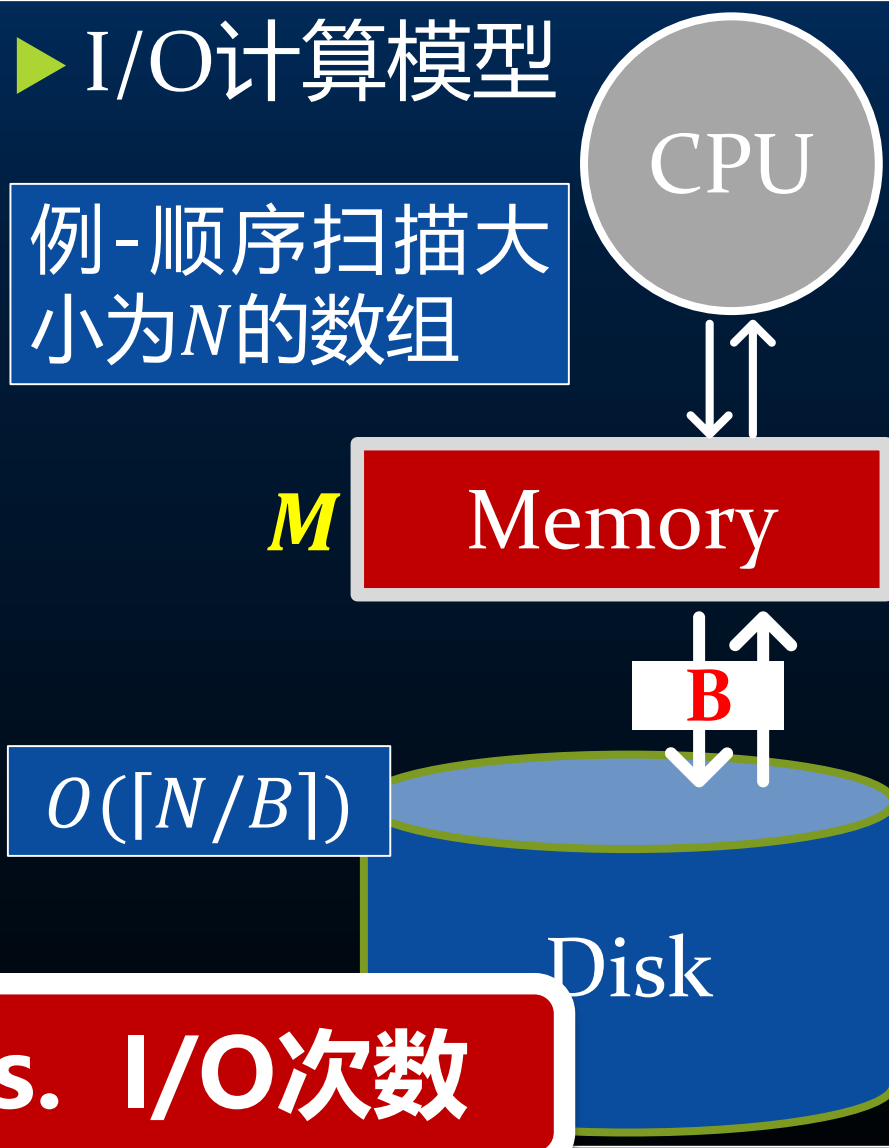 I/O计算模型
CPU
例-顺序扫描大
小为N的数组
M
Memory
B
O(⌈N/B⌉)
Disk
s. I/O次数